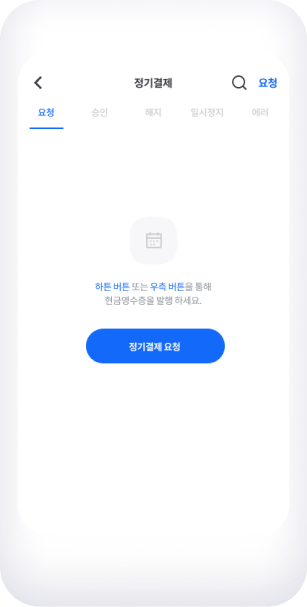 정기결제 요청
요청 승인 해지 일시정지 에러
하튼 버튼 또는 우측 버튼을 통해
현금영수증을 발행 하세요.
정기결제 요청